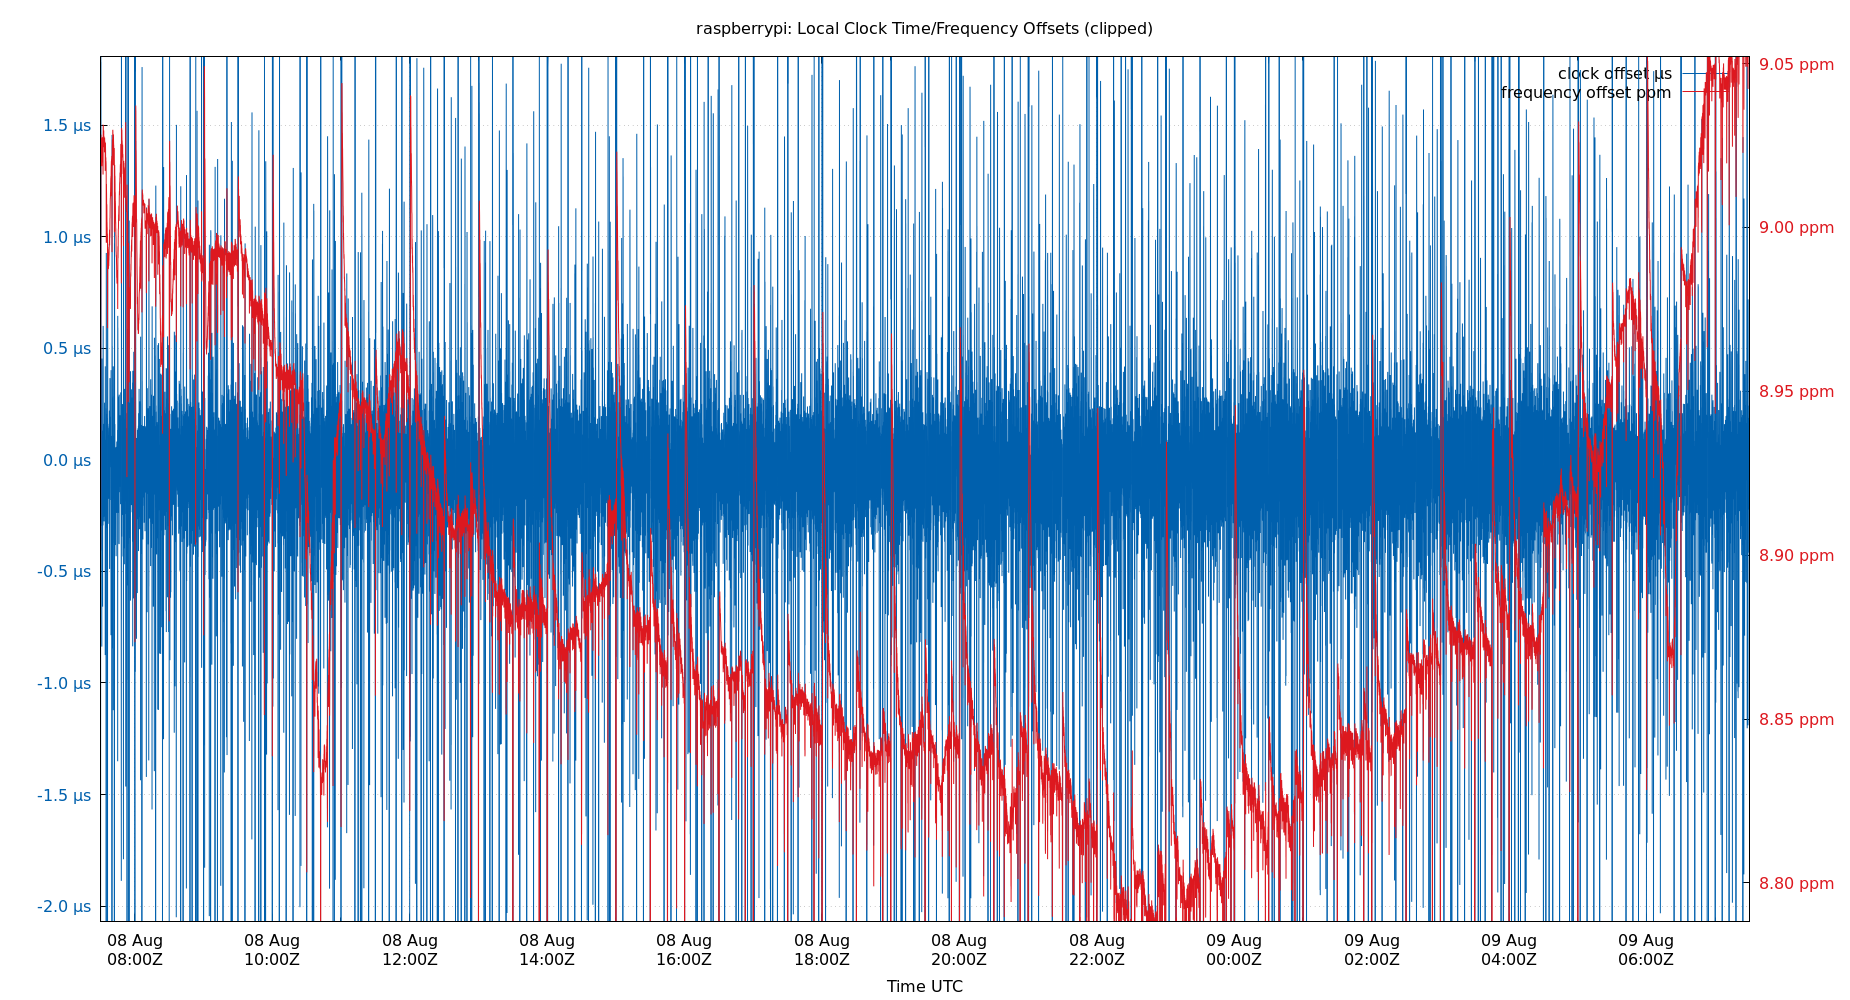 raspberrypi: Local Clock Time/Frequency Offsets (clipped)
clock offset µs
frequency offset ppm
1.5 µs
1.0 µs
0.5 µs
0.0 µs
-0.5 µs
-1.0 µs
-1.5 µs
-2.0 µs
9.05 ppm
9.00 ppm
8.95 ppm
8.90 ppm
8.85 ppm
8.80 ppm
08 Aug 08 Aug 08 Aug 08 Aug 08 Aug 08 Aug 08 Aug 08 Aug 09 Aug 09 Aug 09 Aug 09 Aug
08:00Z 10:00Z 12:00Z 14:00Z 16:00Z 18:00Z 20:00Z 22:00Z 00:00Z 02:00Z 04:00Z 06:00Z
Time UTC